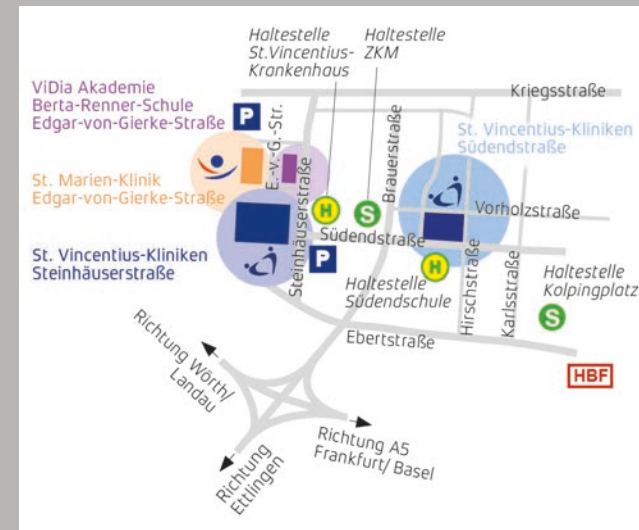 Haltestelle
St.Vincentius-
Krankenhaus
Haltestelle
ZKM
Kriegsstraße
ViDia Akademie
Berta-Renner-Schule
Edgar-von-Gierke-Straße
P
E.-v.-G.-Str.
Brauerstraße
St. Vincentius-Kliniken
Südendstraße
St. Marien-Klinik
Edgar-von-Gierke-Straße
Steinhäuserstraße
H
S
Vorholzstraße
Südendstraße
St. Vincentius-Kliniken
Steinhäuserstraße
P
H
Haltestelle
Südendschule
Hirschstraße
Karlsstraße
Haltestelle
Kolpingplatz
S
Ebertstraße
HBF
Richtung Wörth/
Landau
Richtung A5
Frankfurt/ Basel
Richtung
Ettlingen